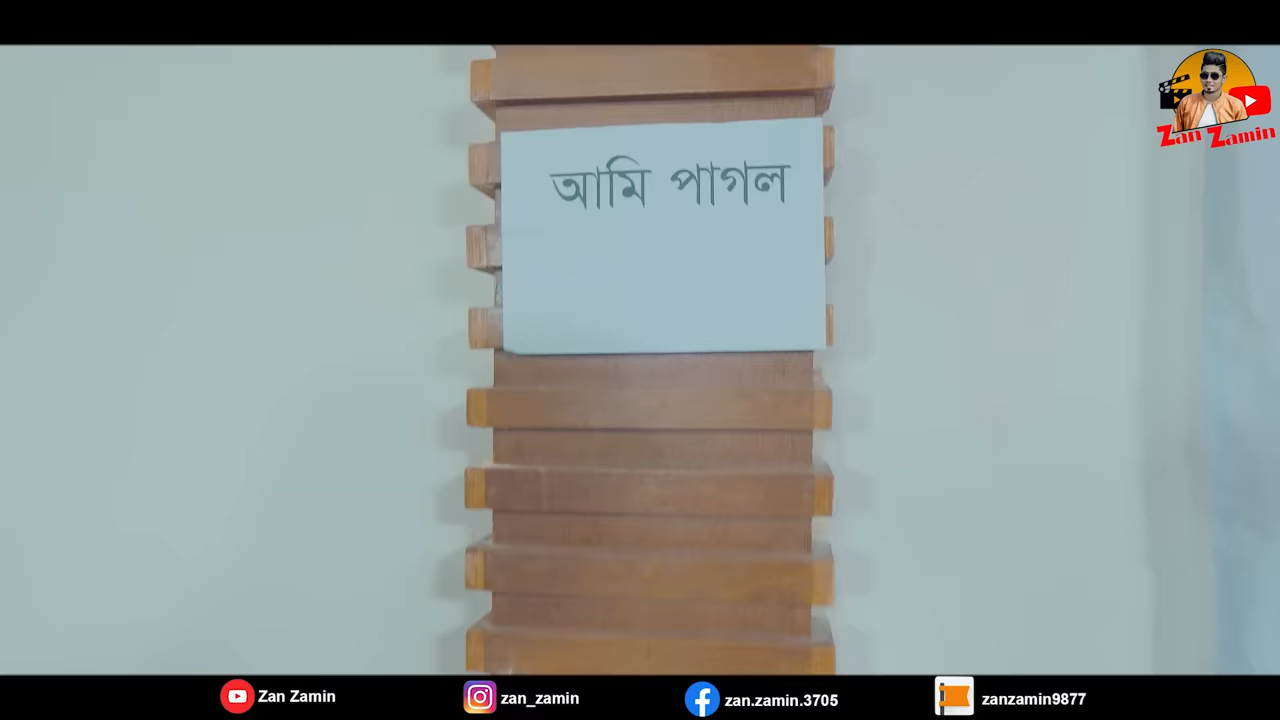 আমি পাগল
Zan Zamin
Zan Zamin
zan_zamin
zan.zamin.3705
zanzamin9877